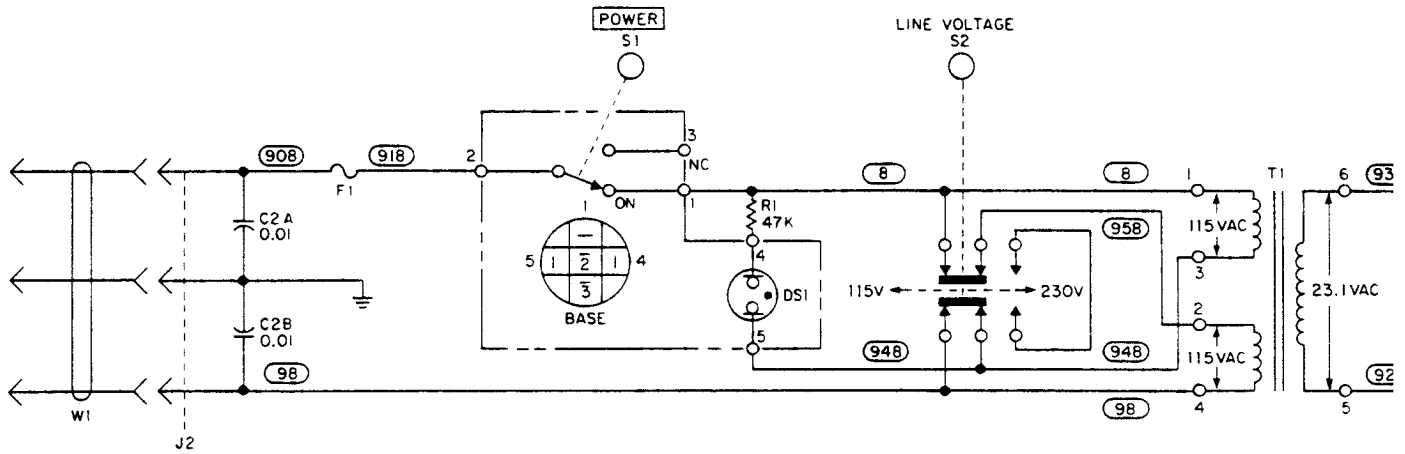 POWER
S1
LINE VOLTAGE
S2
908
918
F1
2
3
NC
ON
1
8
8
1
T1
6
93
C2A
0.01
R1
47K
958
115VAC
1
5
1
2
1
4
3
BASE
4
DS1
115V
230V
3
23.1VAC
C2B
0.01
2
5
948
948
115VAC
92
98
98
4
5
W1
J2